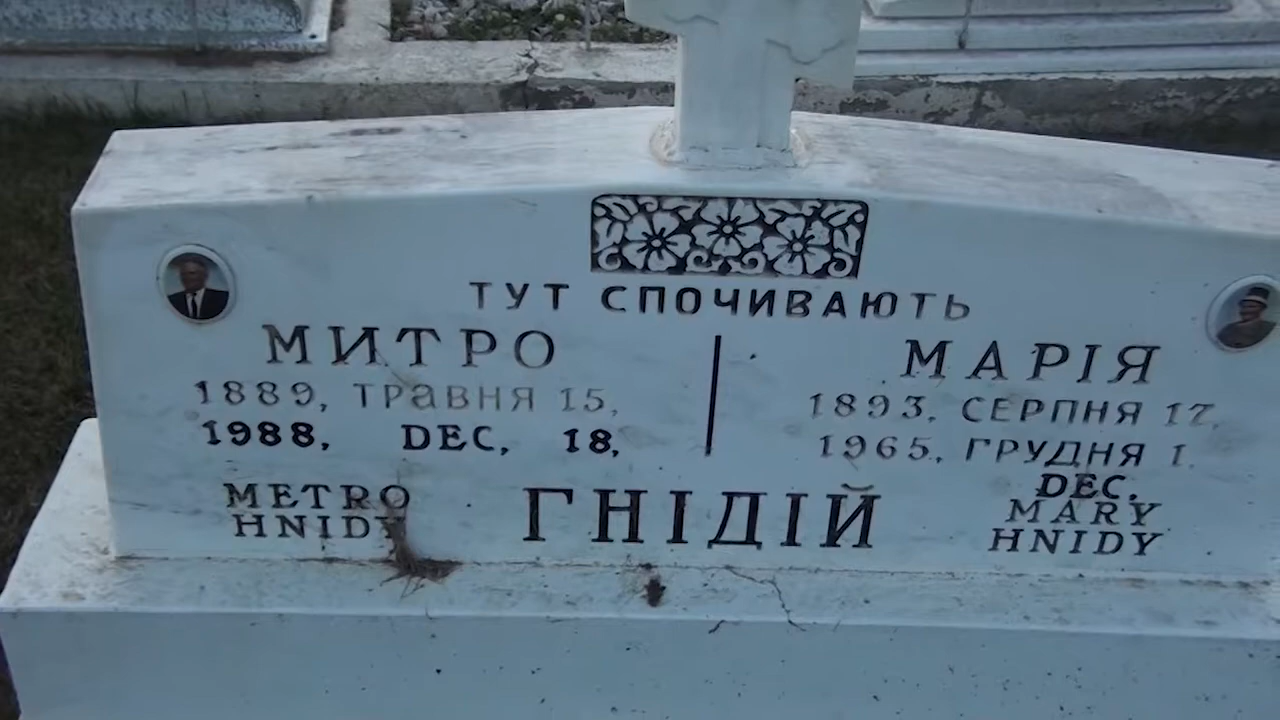 ТУТ СПОЧИВАЮТЬ
МИТРО
1889, ТРАВНЯ 15,
1988, DEC, 18,
METRO
HNIDY
ГНІДІЙ
МАРІЯ
1893, СЕРПНЯ 17,
1965, ГРУДНЯ 1,
DEC.
MARY
HNIDY